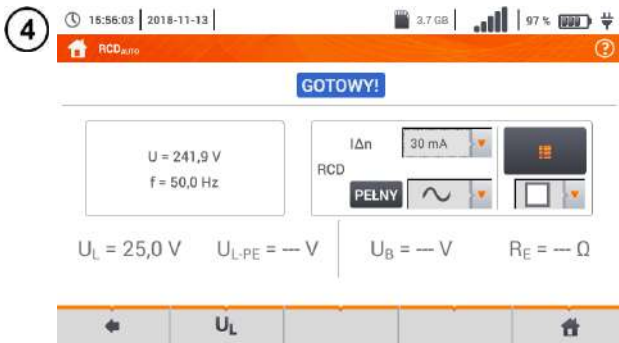 4
15:56:03 2018-11-13 3.7 GB 97 %
RCDAUTO ?
GOTOWY!
U = 241,9 V
f = 50,0 Hz
RCD
IΔn 30 mA
PEŁNY
UL = 25,0 V UL-PE = --- V UB = --- V RE = --- Ω
UL